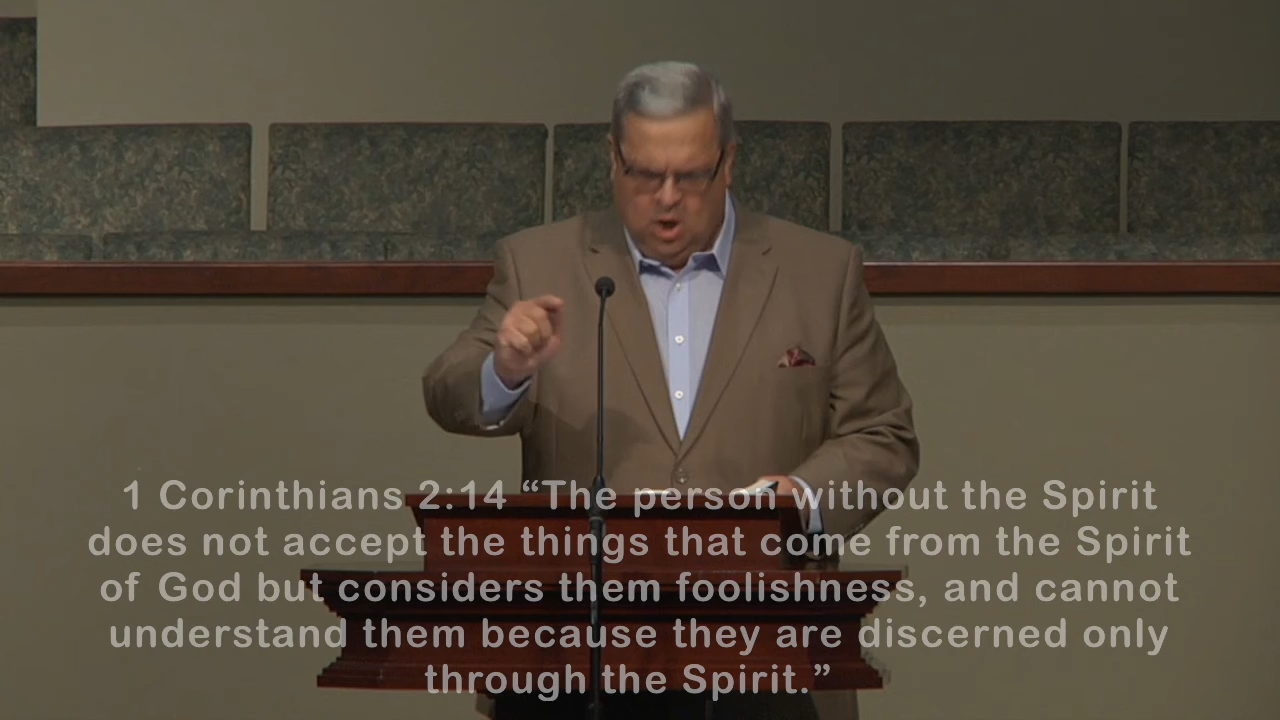 1 Corinthians 2:14 “The person without the Spirit
does not accept the things that come from the Spirit
of God but considers them foolishness, and cannot
understand them because they are discerned only
through the Spirit.”